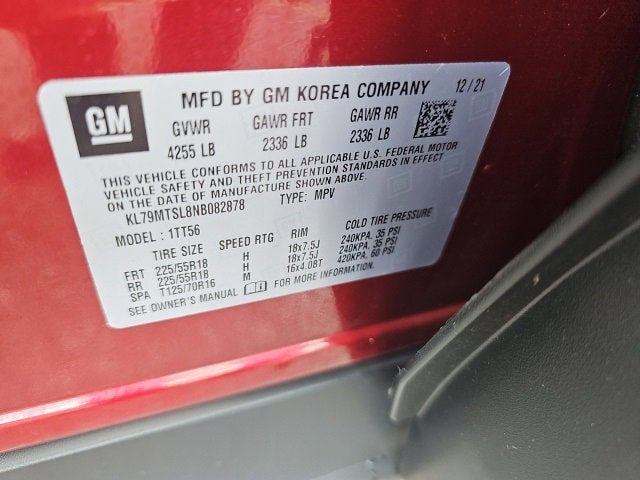 GM
MFD BY GM KOREA COMPANY 12/21
GVWR GAWR FRT GAWR RR
4255 LB 2336 LB 2336 LB
THIS VEHICLE CONFORMS TO ALL APPLICABLE U.S. FEDERAL MOTOR
VEHICLE SAFETY AND THEFT PREVENTION STANDARDS IN EFFECT
ON THE DATE OF MANUFACTURE SHOWN ABOVE.
KL79MTSL8NB082878 TYPE: MPV
MODEL: 1TT56
TIRE SIZE SPEED RTG RIM COLD TIRE PRESSURE
FRT 225/55R18 H 18x7.5J 240KPA, 35 PSI
RR 225/55R18 H 18x7.5J 240KPA, 35 PSI
SPA T125/70R16 M 16x4.0BT 420KPA, 60 PSI
SEE OWNER'S MANUAL FOR MORE INFORMATION.